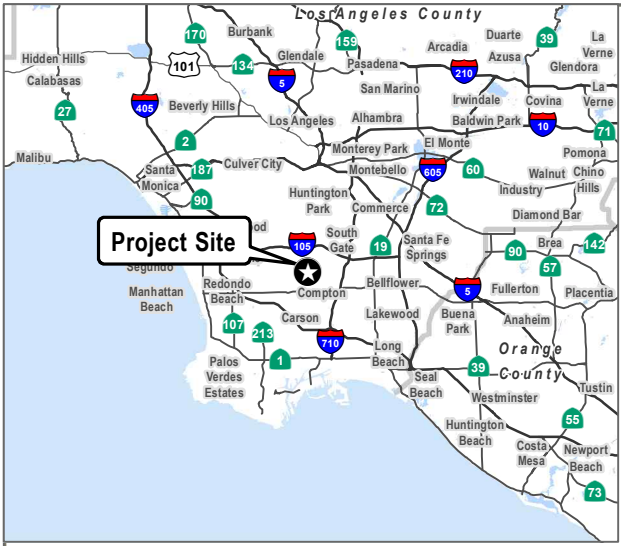 Los Angeles County
170
Burbank
159
Duarte
39
La
Verne
Hidden Hills
101
134
Glendale
Arcadia
Azusa
Glendora
Calabasas
5
Pasadena
210
San Marino
La
Verne
27
405
Beverly Hills
Irwindale
Covina
Los Angeles
Alhambra
Baldwin Park
10
71
2
Monterey Park
El Monte
Malibu
Santa
Monica
187
Culver City
Montebello
605
60
Pomona
Walnut
Chino
Hills
90
Huntington
Park
Commerce
72
Industry
Diamond Bar
ood
Project Site
105
South
Gate
19
Santa Fe
Springs
90
Brea
142
57
Segundo
Redondo
Beach
Compton
Bellflower
5
Fullerton
Placentia
Manhattan
Beach
Carson
Lakewood
Buena
Park
Anaheim
107
213
710
Long
Beach
Orange
County
Palos
Verdes
Estates
1
Seal
Beach
39
Westminster
Tustin
55
Huntington
Beach
Costa
Mesa
Newport
Beach
73